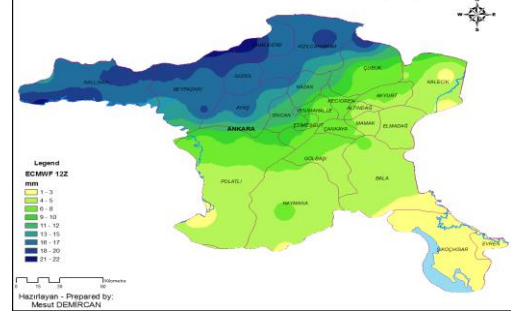 N
W E
S
KIZILCAHAMAM
ÇUBUK
KALECİK
NALLIHAN
BEYPAZARI
GÜDÜL
KAZAN
AKYURT
AYAŞ
KEÇİÖREN
SİNCAN
YENİMAHALLE
ALTINDAĞ
ANKARA
ETİMESGUT
ÇANKAYA
MAMAK
ELMADAĞ
GÖLBAŞI
POLATLI
BALA
HAYMANA
ŞKOÇHİSAR
EVREN
Legend
ECMWF 12Z
mm
1 - 3
4 - 5
6 - 8
9 - 10
11 - 12
13 - 15
16 - 17
18 - 20
21 - 22
Kilometers
Hazırlayan - Prepared by:
Mesut DEMİRCAN